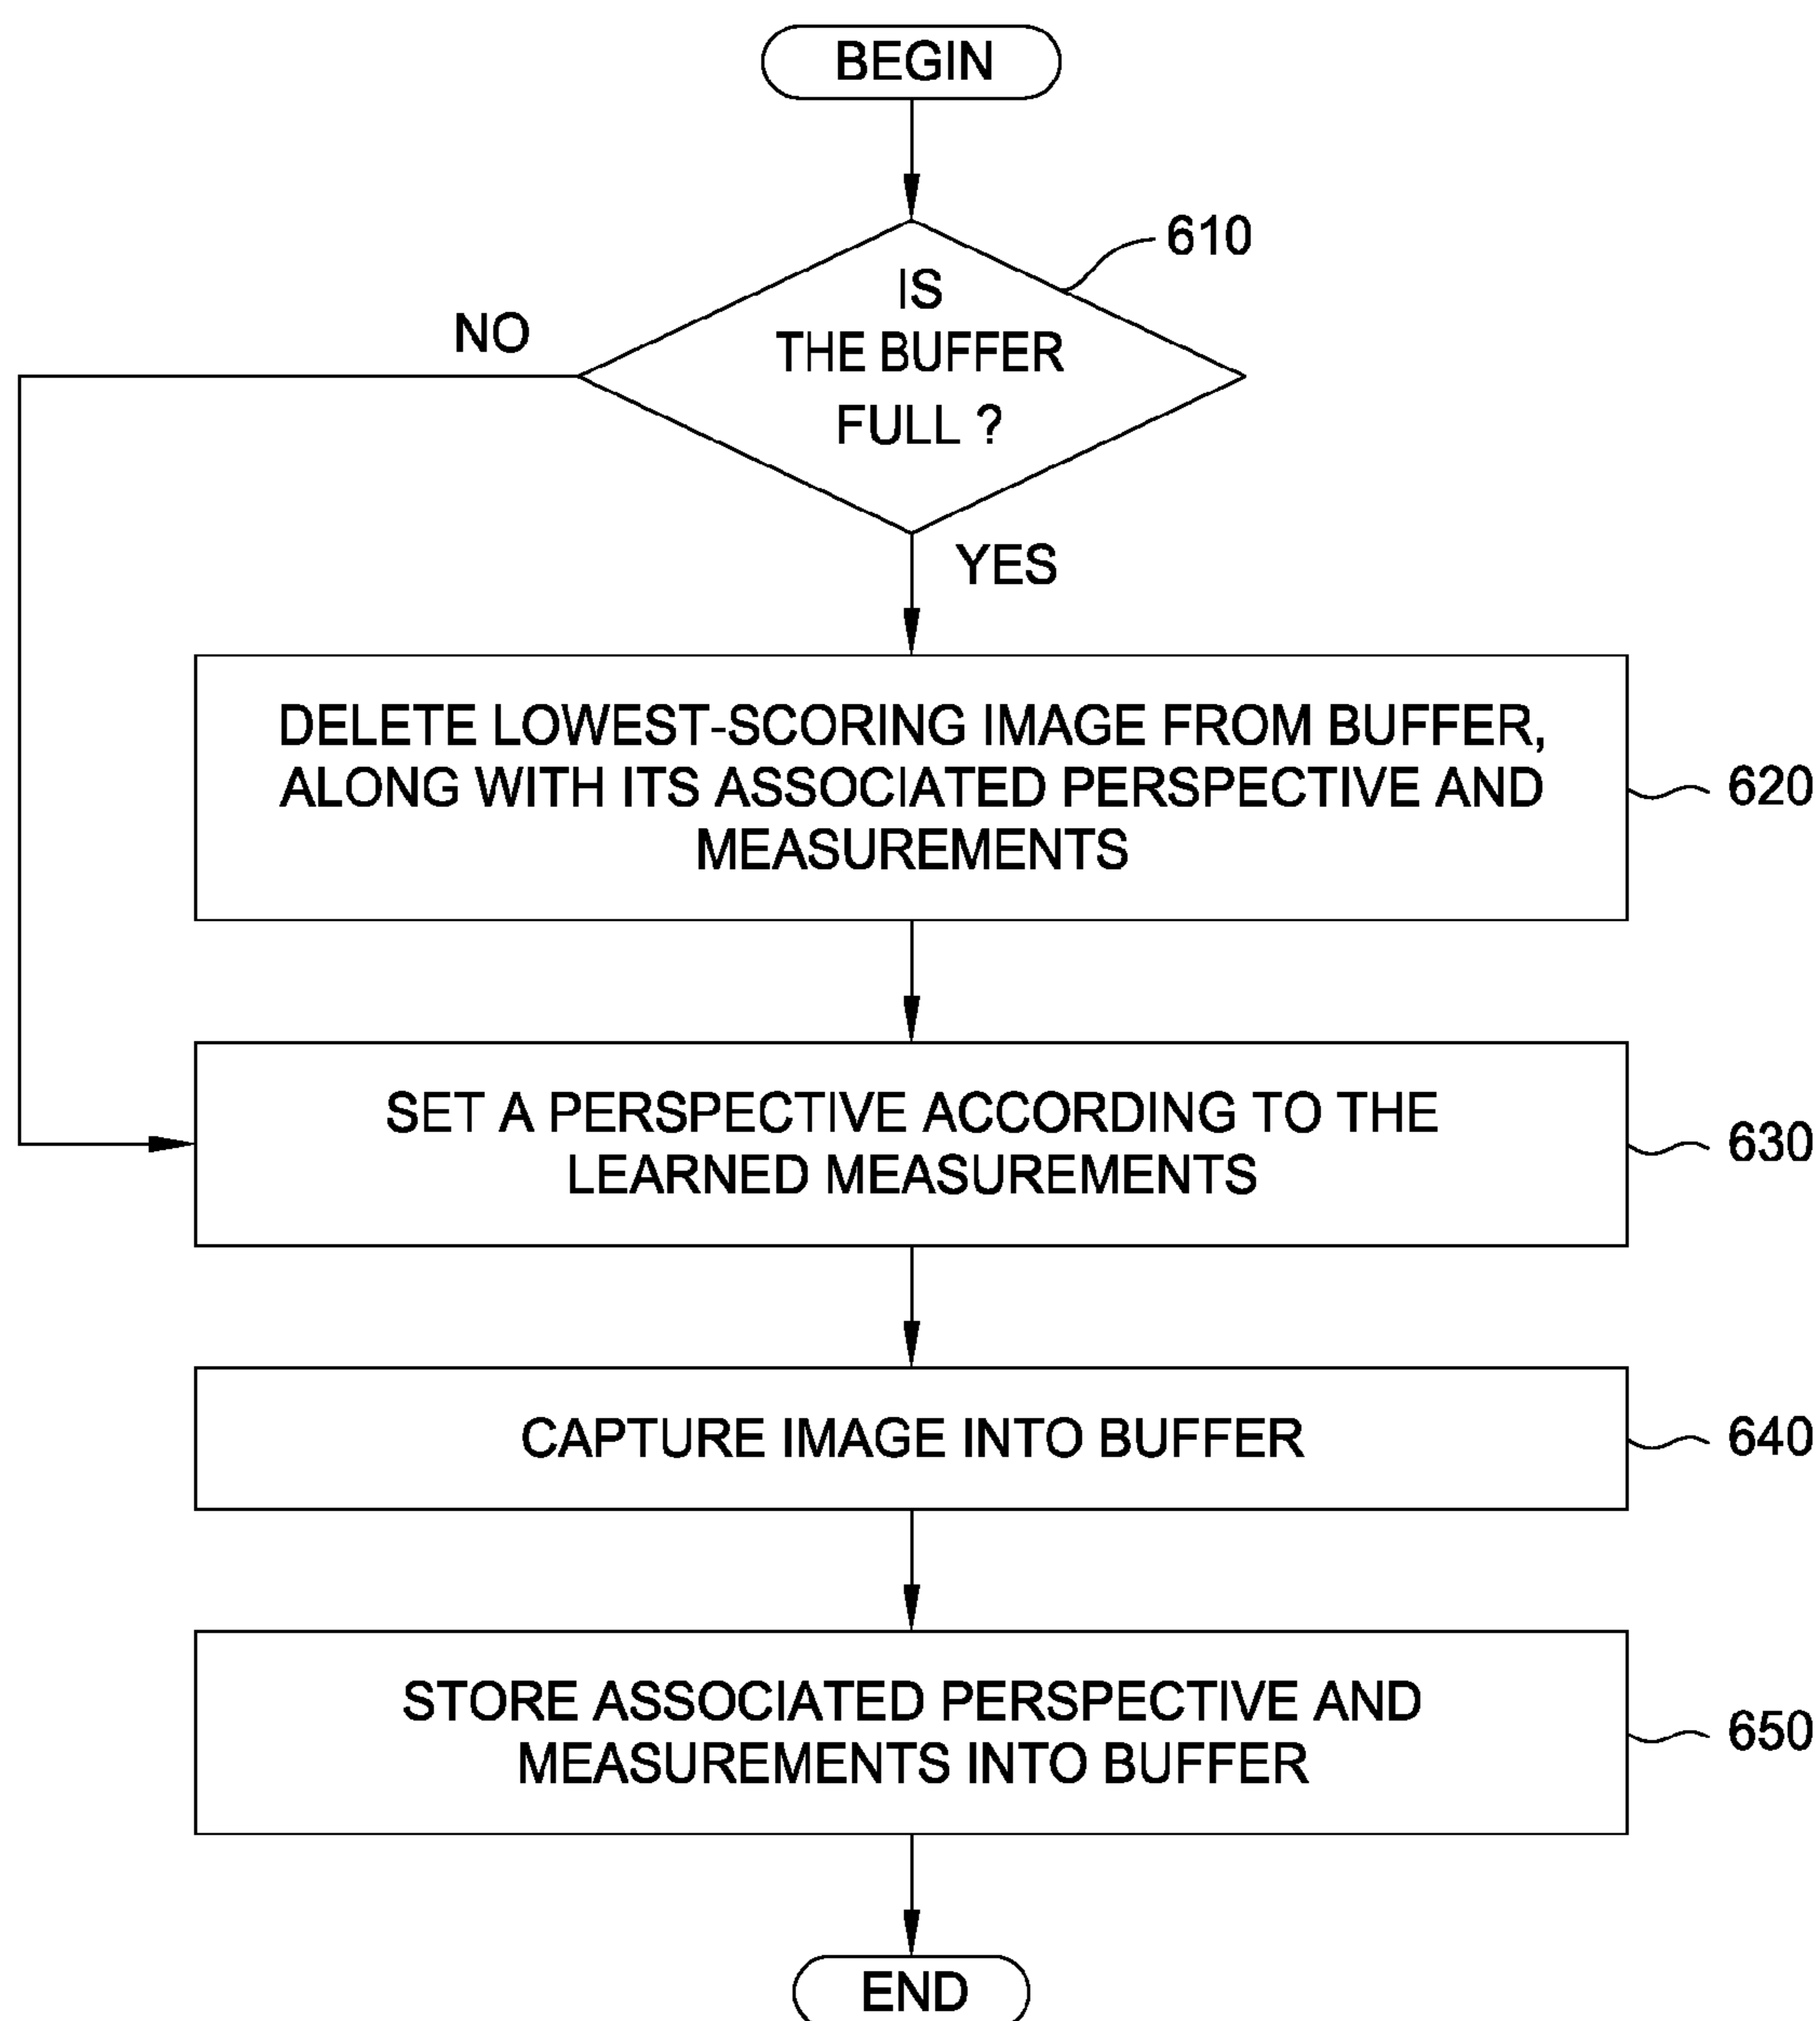 BEGIN
610
IS
THE BUFFER
FULL ?
NO
YES
DELETE LOWEST-SCORING IMAGE FROM BUFFER,
ALONG WITH ITS ASSOCIATED PERSPECTIVE AND
MEASUREMENTS
620
SET A PERSPECTIVE ACCORDING TO THE
LEARNED MEASUREMENTS
630
CAPTURE IMAGE INTO BUFFER
640
STORE ASSOCIATED PERSPECTIVE AND
MEASUREMENTS INTO BUFFER
650
END